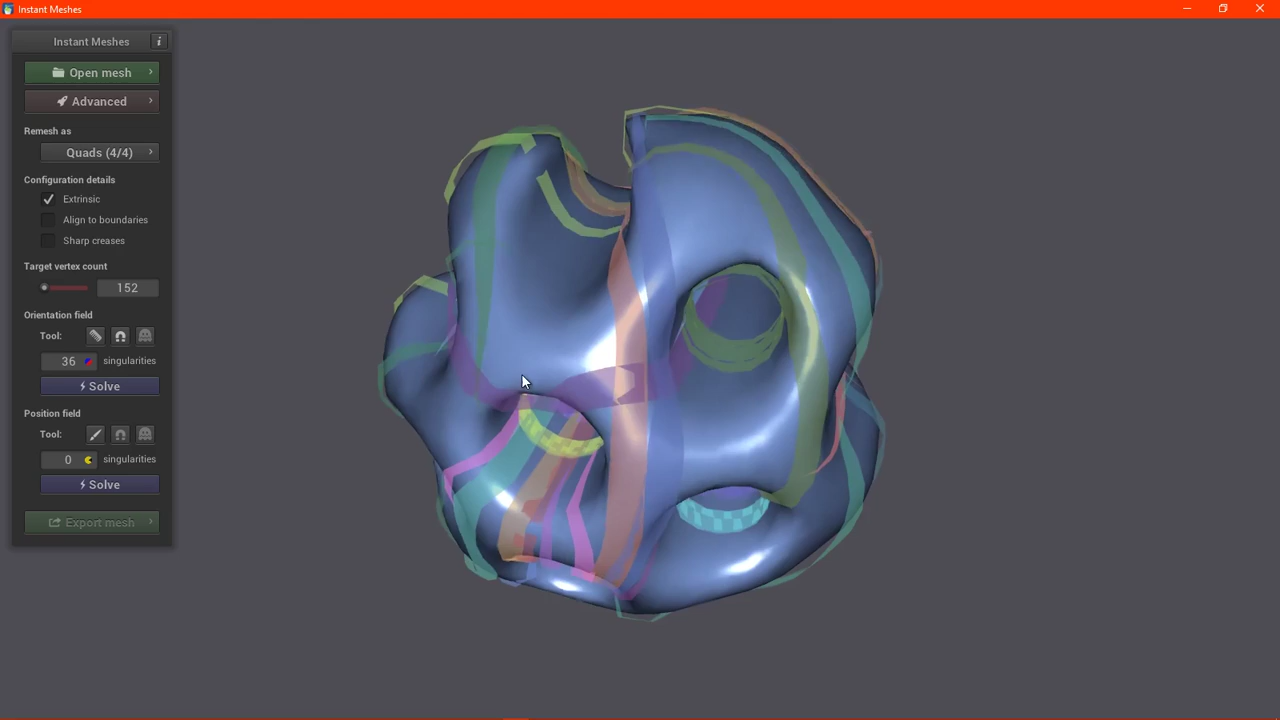 Instant Meshes
Instant Meshes
i
Open mesh
Advanced
Remesh as
Quads (4/4)
Configuration details
Extrinsic
Align to boundaries
Sharp creases
Target vertex count
152
Orientation field
Tool:
36 singularities
Solve
Position field
Tool:
0 singularities
Solve
Export mesh